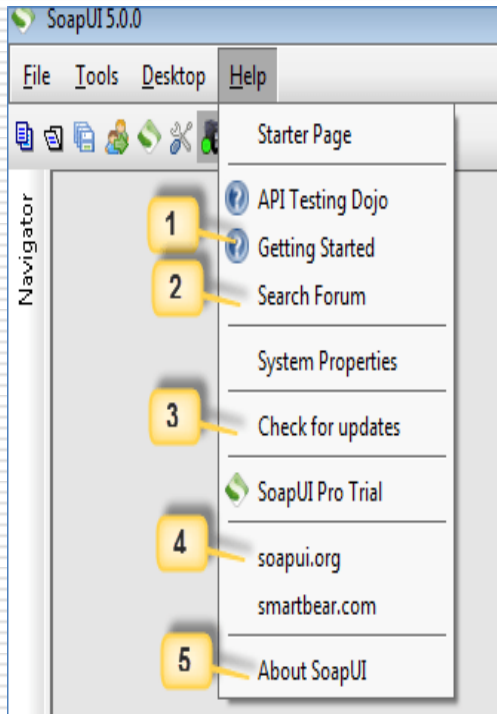 SoapUI 5.0.0
File Tools Desktop Help
Navigator
Starter Page
API Testing Dojo
1
Getting Started
2
Search Forum
System Properties
3
Check for updates
SoapUI Pro Trial
4
soapui.org
smartbear.com
5
About SoapUI